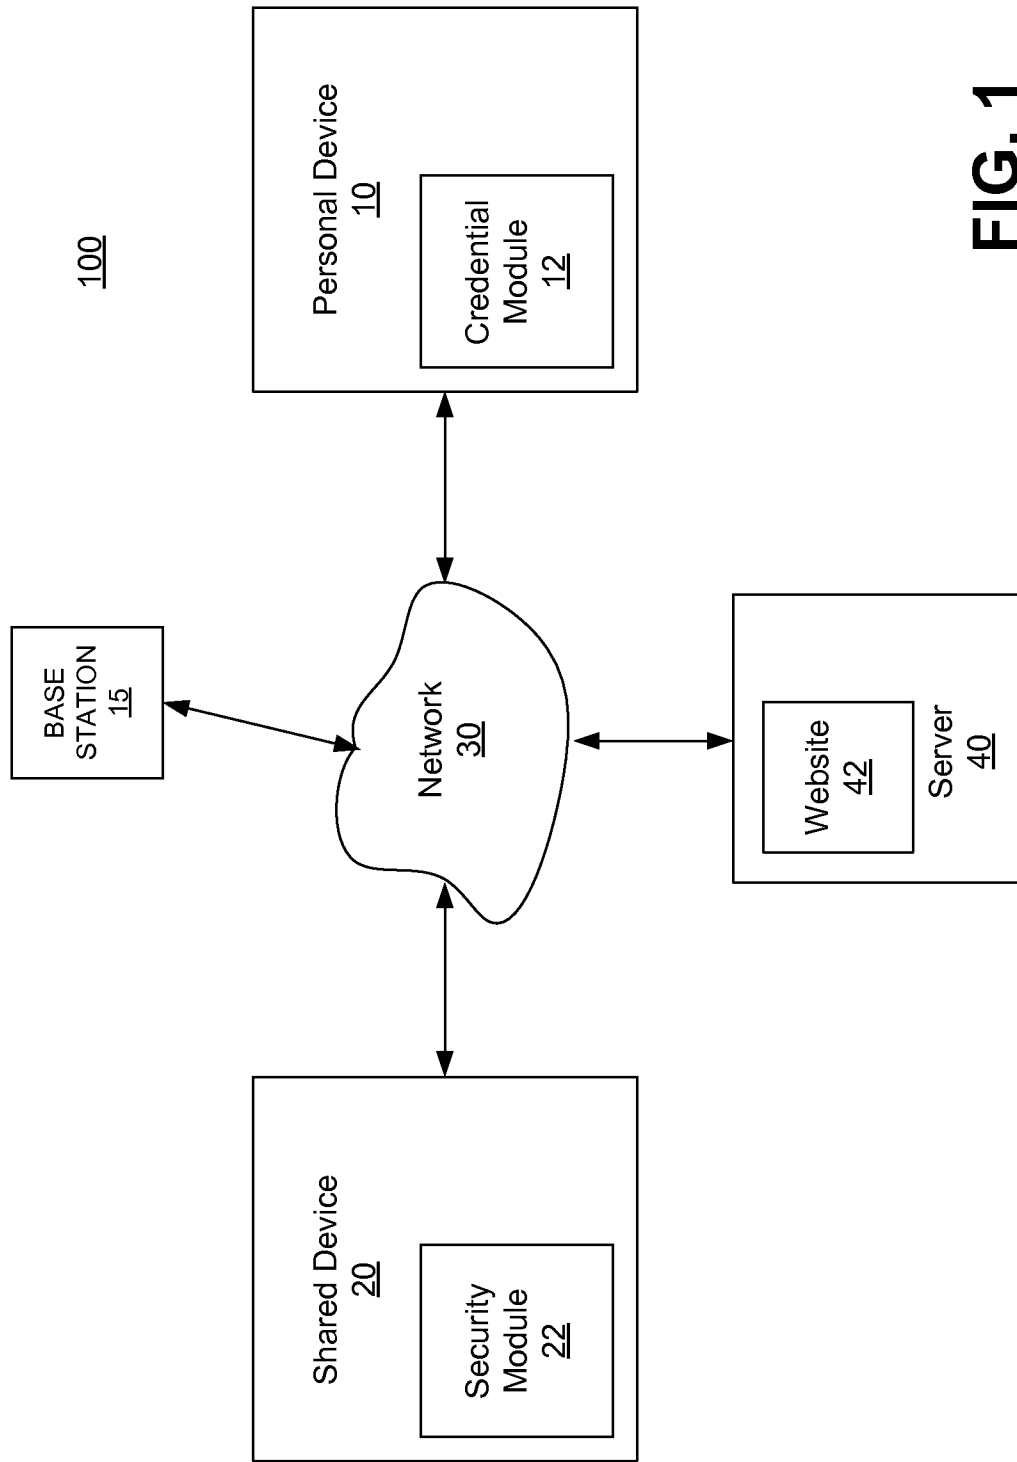 100
BASE
STATION
15
Shared Device
20
Security
Module
22
Network
30
Personal Device
10
Credential
Module
12
Website
42
Server
40
FIG. 1